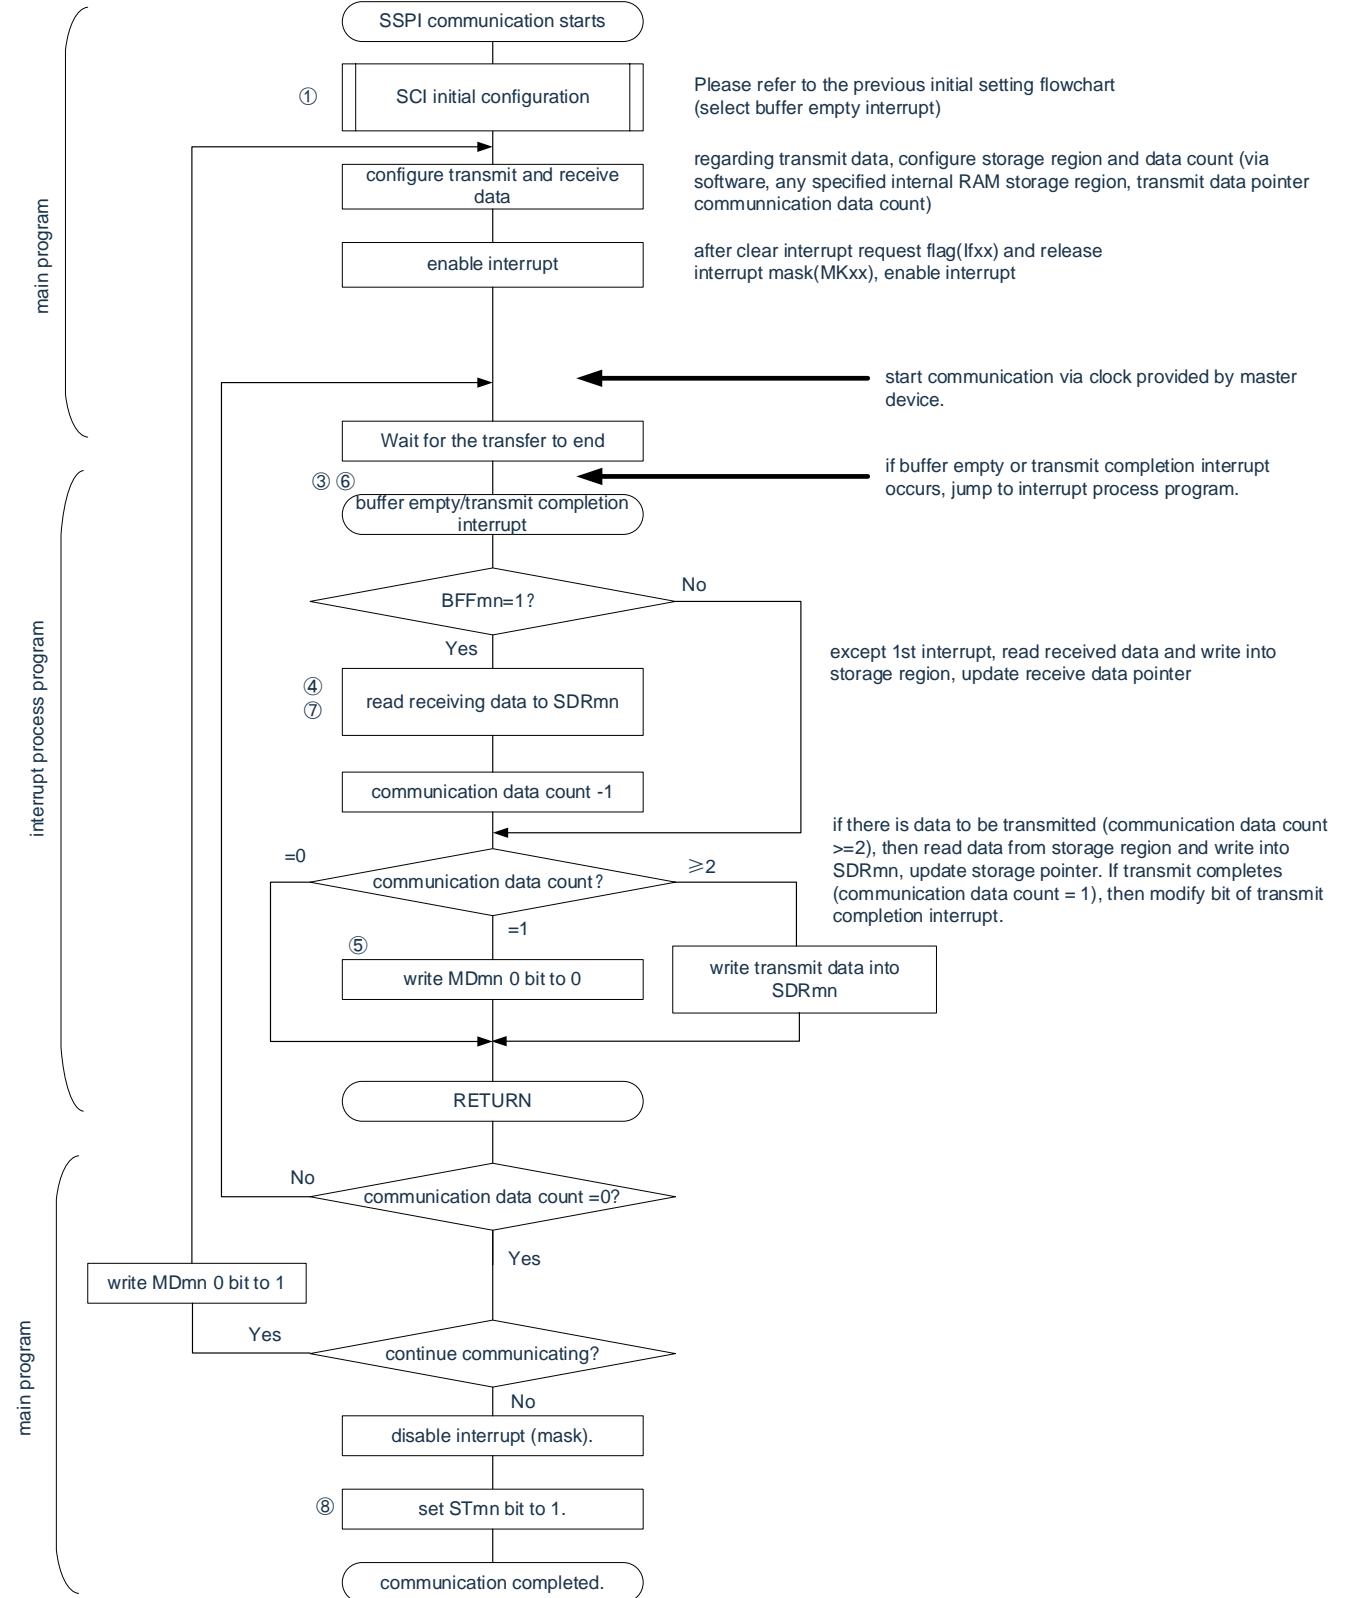 SSPI communication starts
①
SCI initial configuration
Please refer to the previous initial setting flowchart
(select buffer empty interrupt)
configure transmit and receive
data
regarding transmit data, configure storage region and data count (via
software, any specified internal RAM storage region, transmit data pointer
communnication data count)
main program
enable interrupt
after clear interrupt request flag(Ifxx) and release
interrupt mask(MKxx), enable interrupt
start communication via clock provided by master
device.
Wait for the transfer to end
③ ⑥
if buffer empty or transmit completion interrupt
occurs, jump to interrupt process program.
buffer empty/transmit completion
interrupt
BFFmn=1?
No
Yes
except 1st interrupt, read received data and write into
storage region, update receive data pointer
④
⑦
read receiving data to SDRmn
interrupt process program
communication data count -1
if there is data to be transmitted (communication data count
>=2), then read data from storage region and write into
SDRmn, update storage pointer. If transmit completes
(communication data count = 1), then modify bit of transmit
completion interrupt.
=0
communication data count?
≥2
=1
⑤
write MDmn 0 bit to 0
write transmit data into
SDRmn
RETURN
No
communication data count =0?
Yes
write MDmn 0 bit to 1
Yes
continue communicating?
main program
No
disable interrupt (mask).
⑧
set STmn bit to 1.
communication completed.